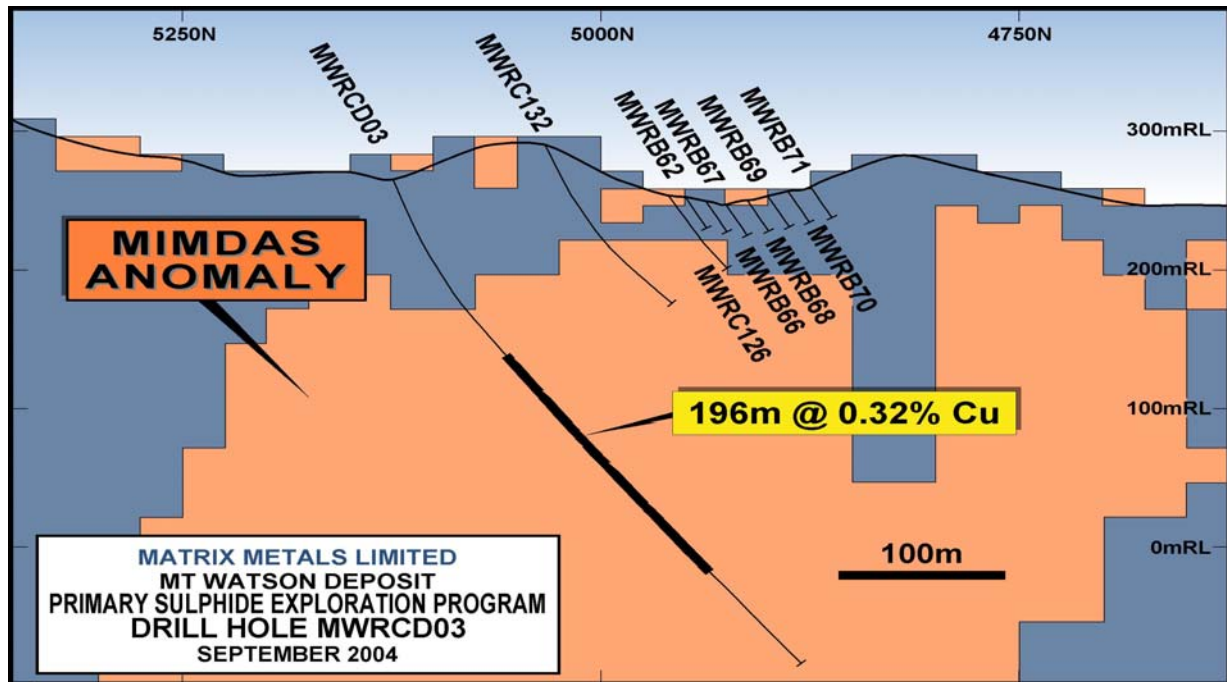 5250N
5000N
4750N
MWRCD03
MWRC132
MWRB62
MWRB67
MWRB69
MWRB71
300mRL
MIMDAS
ANOMALY
200mRL
MWRC126
MWRB66
MWRB68
MWRB70
196m @ 0.32% Cu
100mRL
MATRIX METALS LIMITED
MT WATSON DEPOSIT
PRIMARY SULPHIDE EXPLORATION PROGRAM
DRILL HOLE MWRCD03
SEPTEMBER 2004
100m
0mRL